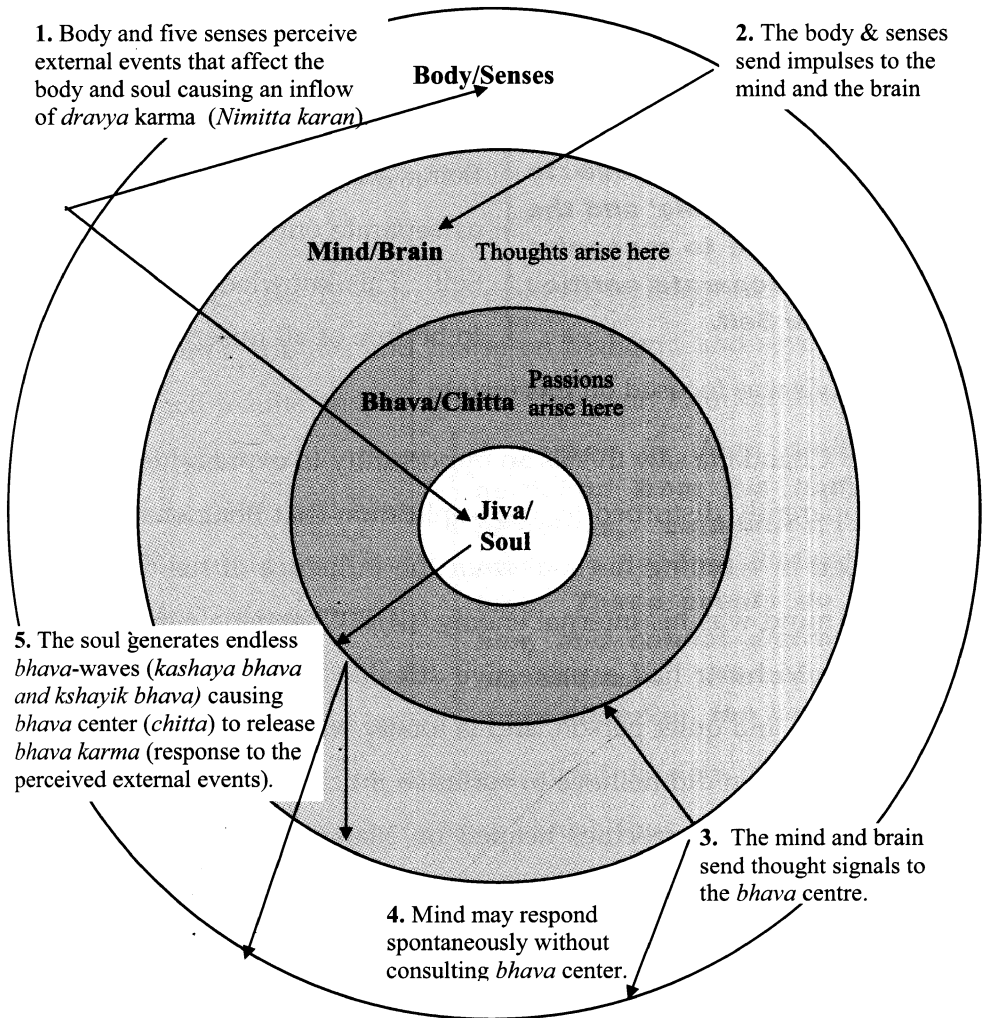 1. Body and five senses perceive
external events that affect the
body and soul causing an inflow
of dravya karma (Nimitta karan).
2. The body & senses
send impulses to the
mind and the brain
Body/Senses
Mind/Brain Thoughts arise here
Bhava/Chitta Passions
arise here
Jiva/
Soul
5. The soul generates endless
bhava-waves (kashaya bhava
and kshayik bhava) causing
bhava center (chitta) to release
bhava karma (response to the
perceived external events).
3. The mind and brain
send thought signals to
the bhava centre.
4. Mind may respond
spontaneously without
consulting bhava center.